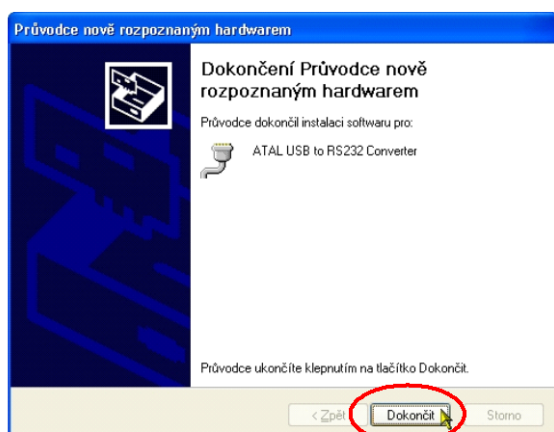 Průvodce nově rozpoznaným hardwarem
Dokončení Průvodce nově
rozpoznaným hardwarem
Průvodce dokončil instalaci softwaru pro:
ATAL USB to RS232 Converter
Průvodce ukončíte klepnutím na tlačítko Dokončit.
< Zpět
Dokončit
Storno